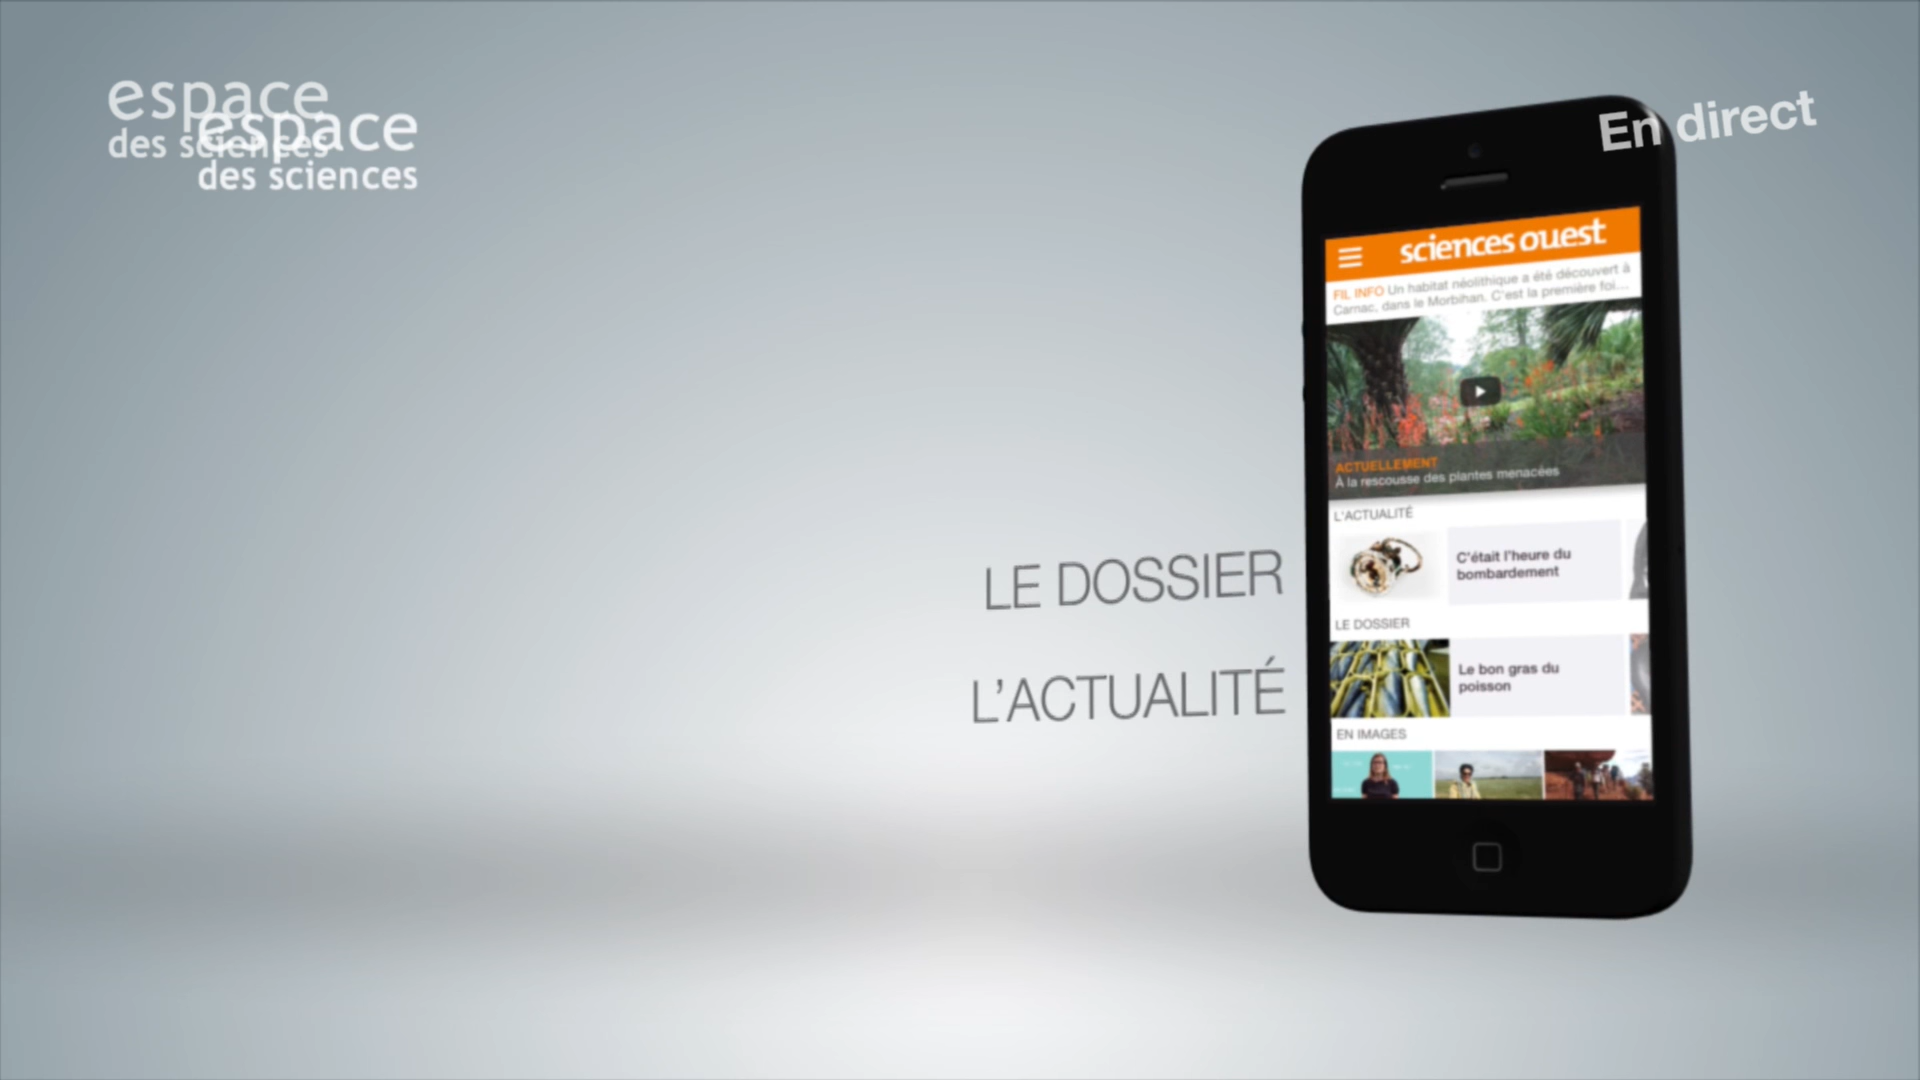 espace
des sciences
espace
des sciences
En direct
sciences ouest
FIL INFO Un habitat néolithique a été découvert à
Carnac, dans le Morbihan. C'est la première foi....
ACTUELLEMENT
À la rescousse des plantes menacées
L'ACTUALITÉ
C'était l'heure du
bombardement
LE DOSSIER
Le bon gras du
poisson
EN IMAGES
LE DOSSIER
L'ACTUALITÉ